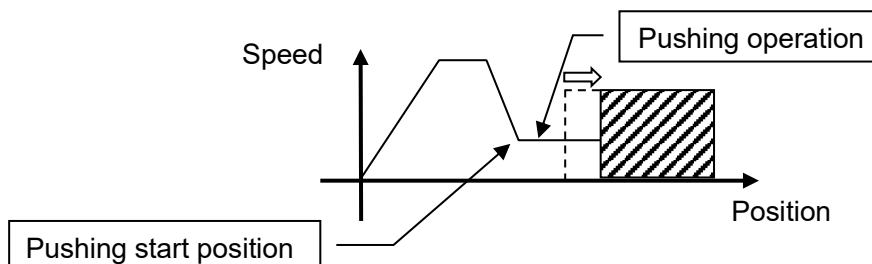 Pushing operation
Speed
Position
Pushing start position